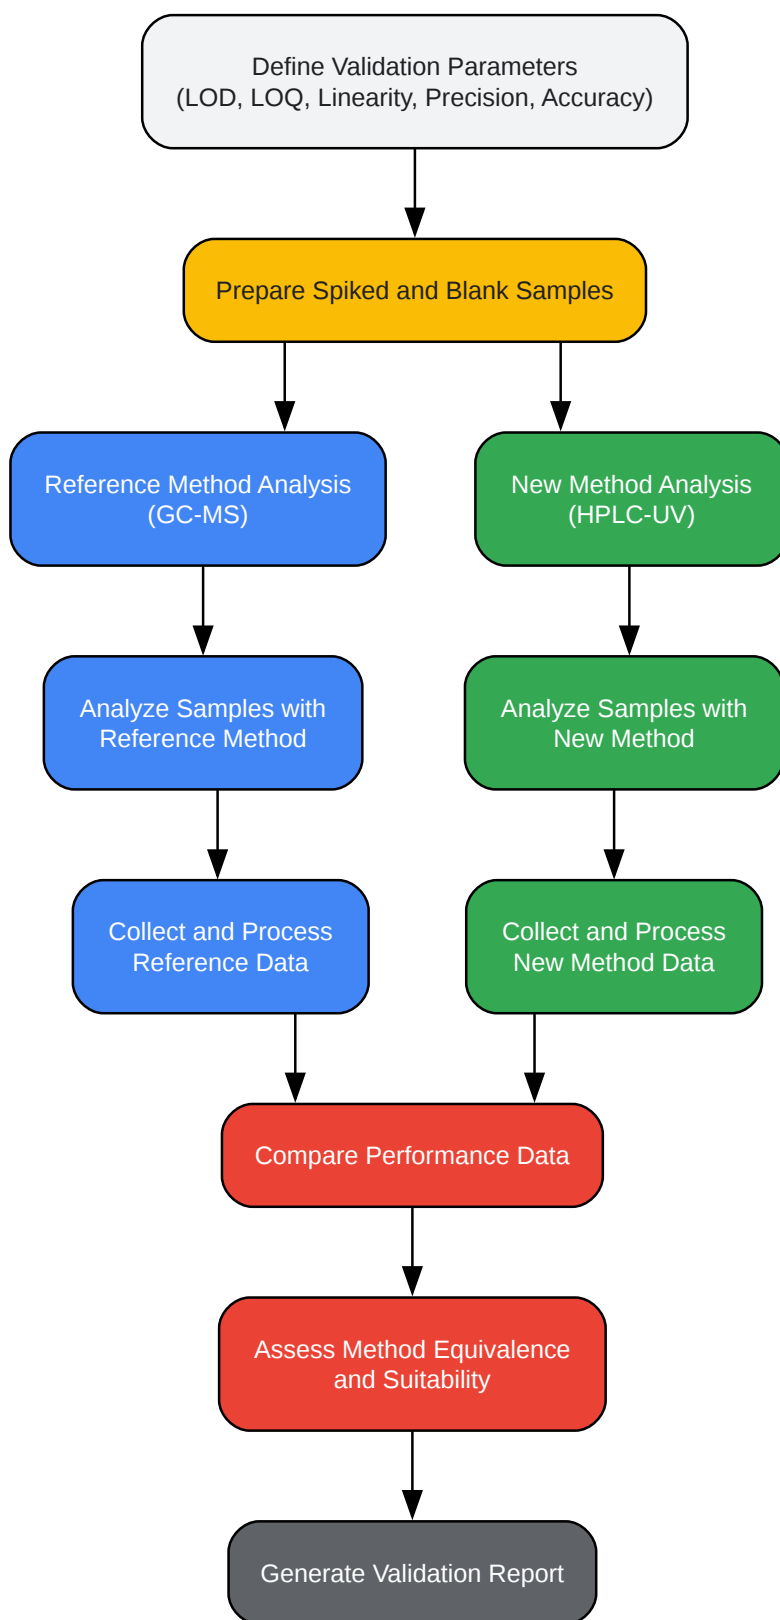 Define Validation Parameters
(LOD, LOQ, Linearity, Precision, Accuracy)
Prepare Spiked and Blank Samples
Reference Method Analysis
(GC-MS)
New Method Analysis
(HPLC-UV)
Analyze Samples with
Reference Method
Analyze Samples with
New Method
Collect and Process
Reference Data
Collect and Process
New Method Data
Compare Performance Data
Assess Method Equivalence
and Suitability
Generate Validation Report